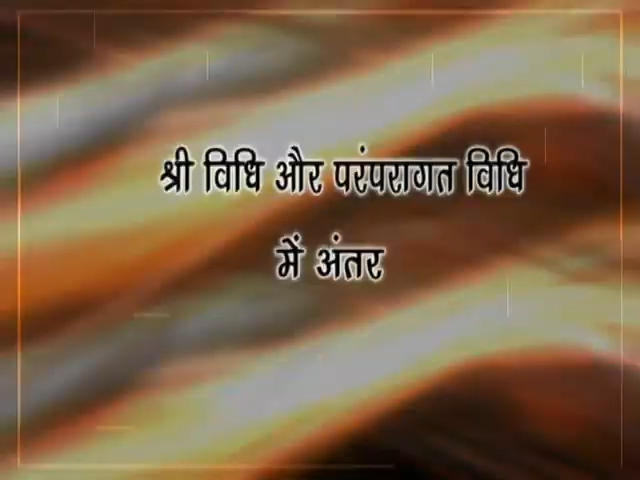 श्री विधि और परंपरागत विधि
में अंतर